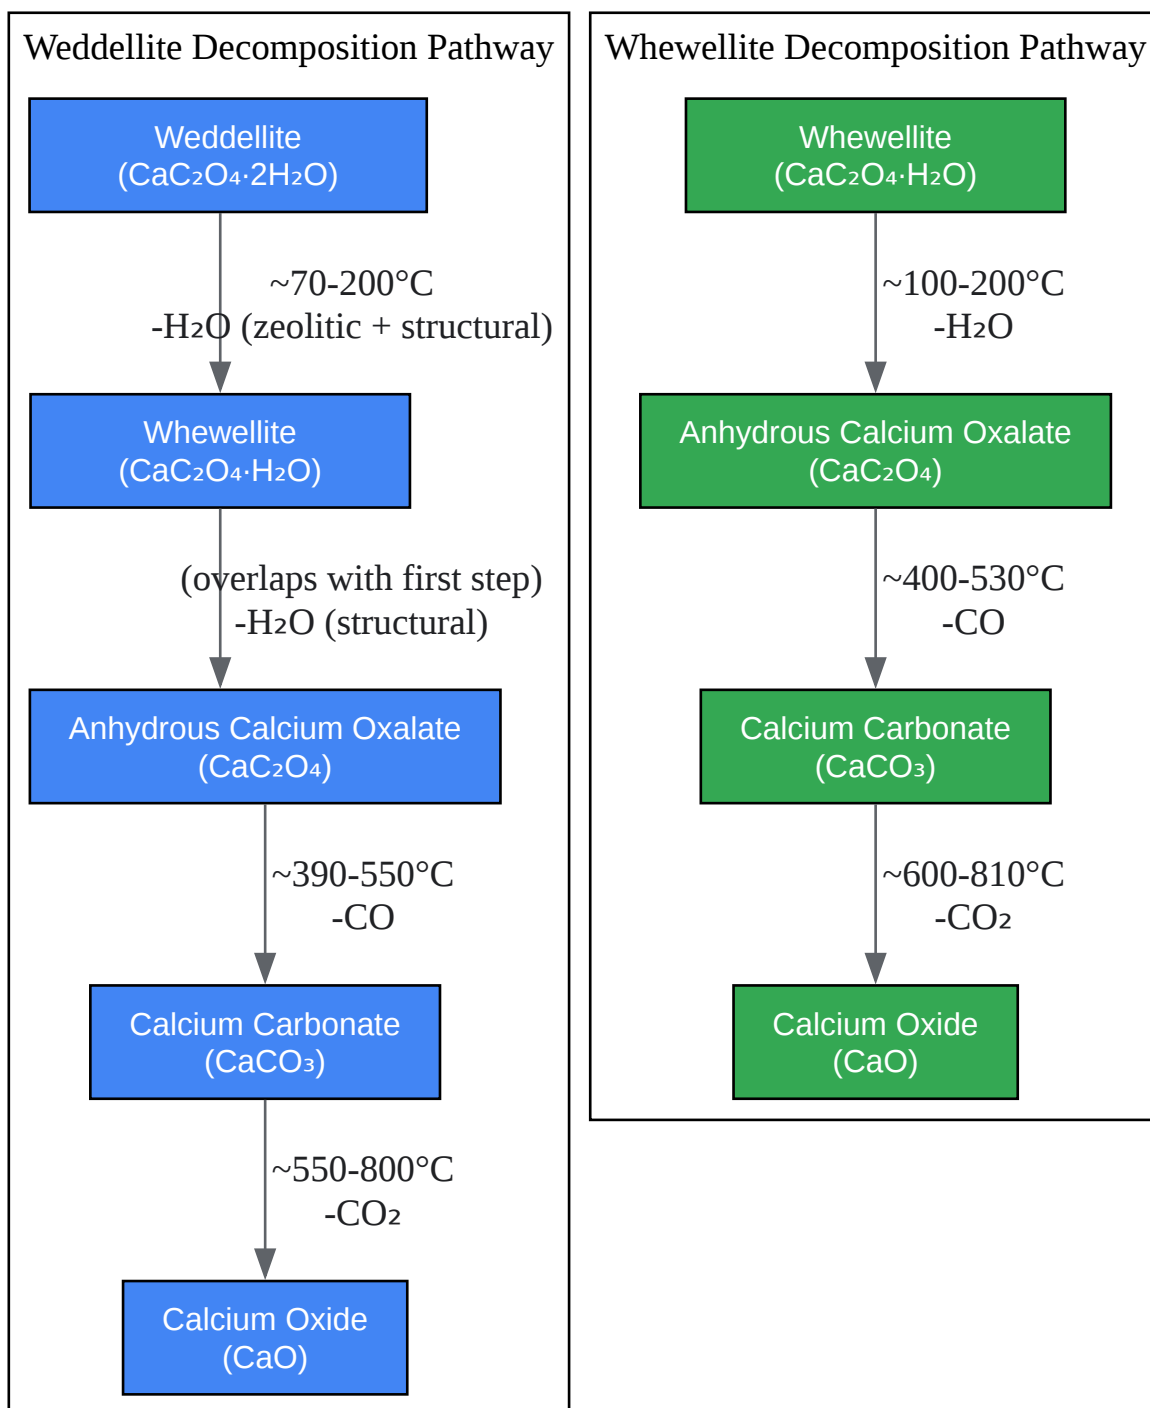 Weddellite Decomposition Pathway
Weddellite
(CaC₂O₄·2H₂O)
~70-200°C
-H₂O (zeolitic + structural)
Whewellite
(CaC₂O₄·H₂O)
(overlaps with first step)
-H₂O (structural)
Anhydrous Calcium Oxalate
(CaC₂O₄)
~390-550°C
-CO
Calcium Carbonate
(CaCO₃)
~550-800°C
-CO₂
Calcium Oxide
(CaO)
Whewellite Decomposition Pathway
Whewellite
(CaC₂O₄·H₂O)
~100-200°C
-H₂O
Anhydrous Calcium Oxalate
(CaC₂O₄)
~400-530°C
-CO
Calcium Carbonate
(CaCO₃)
~600-810°C
-CO₂
Calcium Oxide
(CaO)